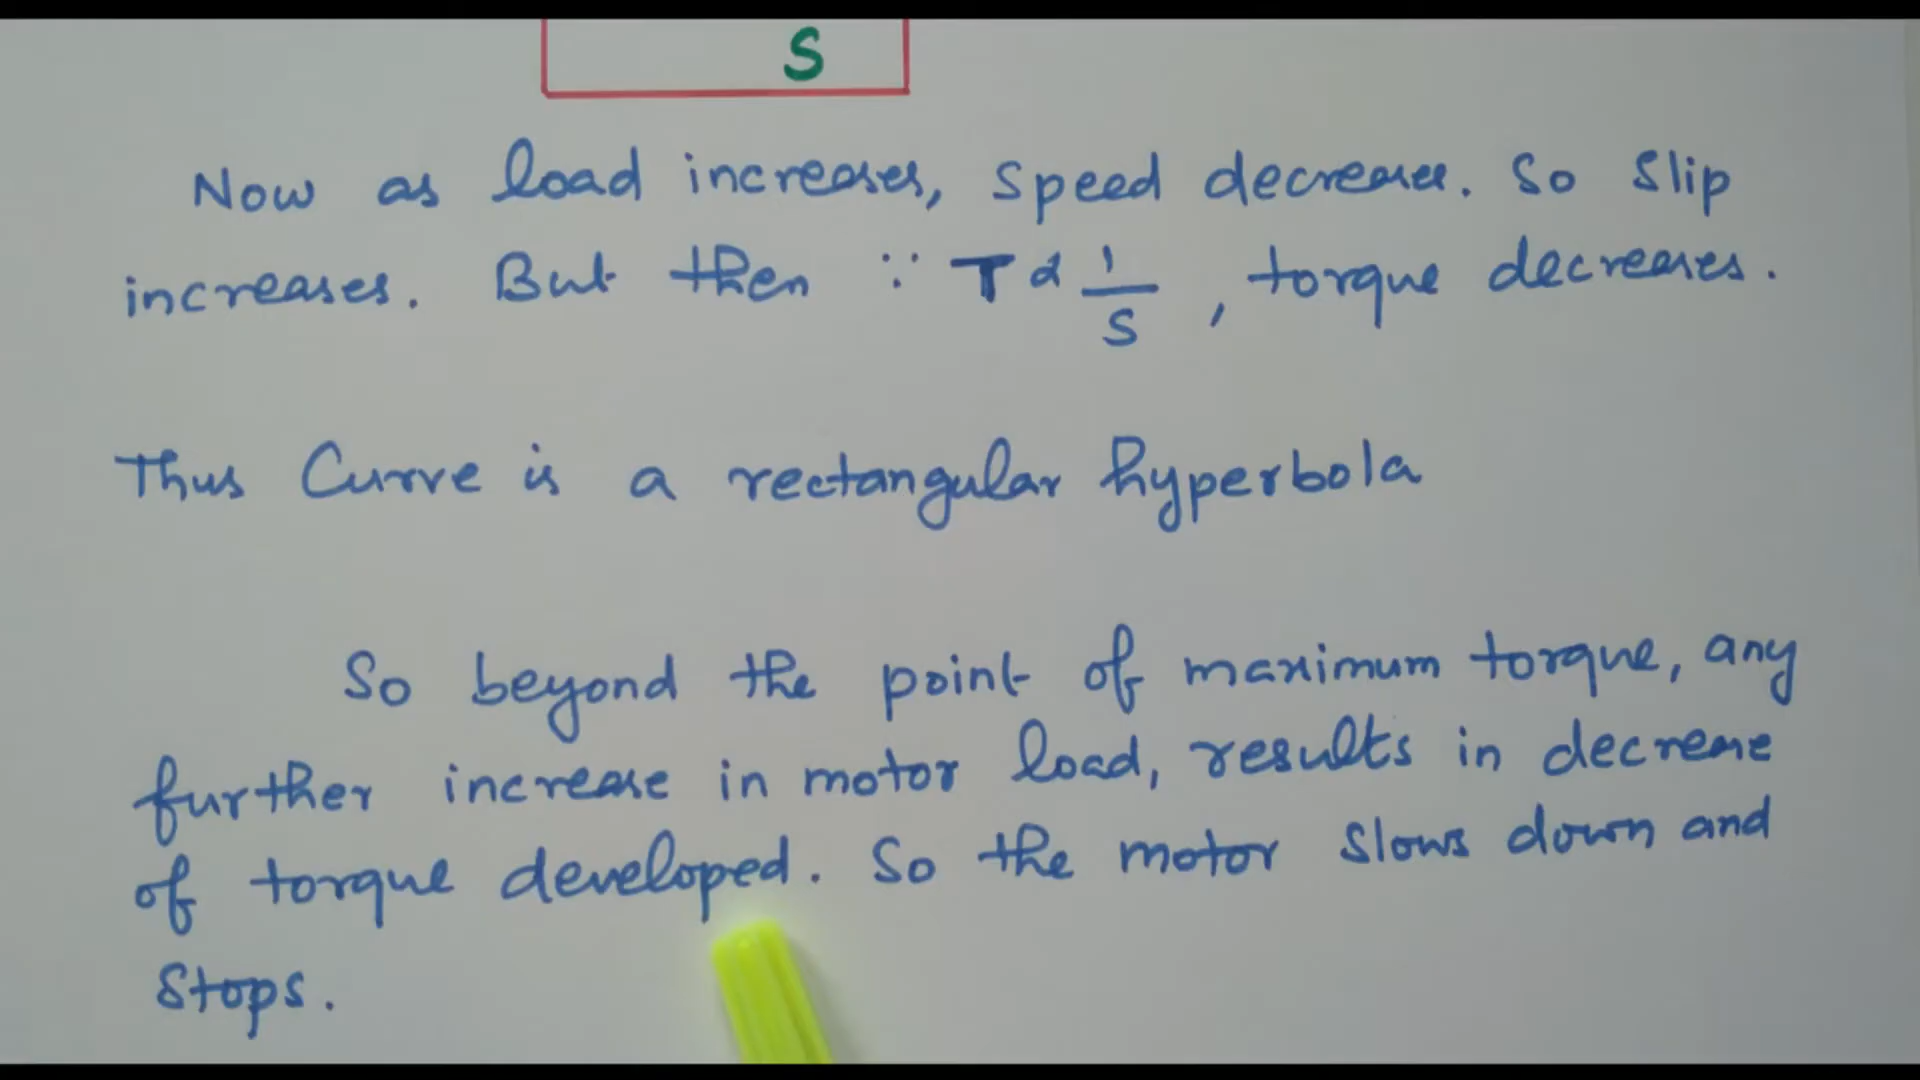 S
Now as load increases, speed decreases. So slip
increases. But then ∵ T α 1/S , torque decreases.
Thus Curve is a rectangular hyperbola
So beyond the point of maximum torque, any
further increase in motor load, results in decrease
of torque developed. So the motor slows down and
stops.